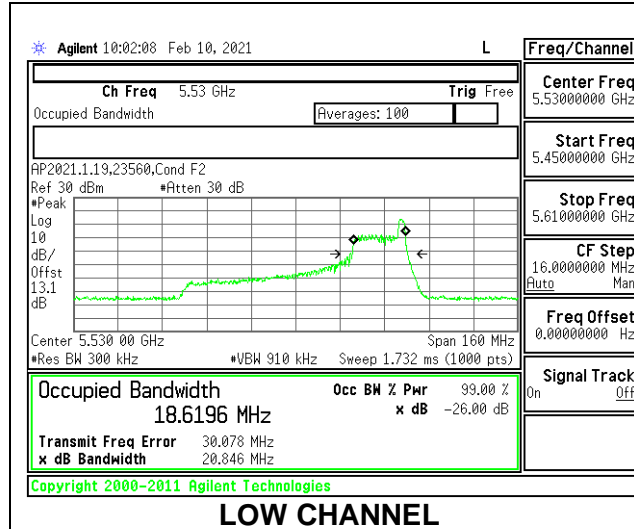 Agilent 10:02:08 Feb 10, 2021 L
Freq/Channel
Ch Freq 5.53 GHz Trig Free
Occupied Bandwidth Averages: 100
Center Freq
5.53000000 GHz
Start Freq
5.45000000 GHz
Stop Freq
5.61000000 GHz
CF Step
16.0000000 MHz
Auto Man
Freq Offset
0.00000000 Hz
Signal Track
On Off
AP2021.1.19,23560,Cond F2
Ref 30 dBm #Atten 30 dB
#Peak
Log
10
dB/
Offst
13.1
dB
Center 5.530 00 GHz Span 160 MHz
#Res BW 300 kHz #VBW 910 kHz Sweep 1.732 ms (1000 pts)
Occupied Bandwidth Occ BW % Pwr 99.00 %
18.6196 MHz x dB -26.00 dB
Transmit Freq Error 30.078 MHz
x dB Bandwidth 20.846 MHz
Copyright 2000-2011 Agilent Technologies
LOW CHANNEL